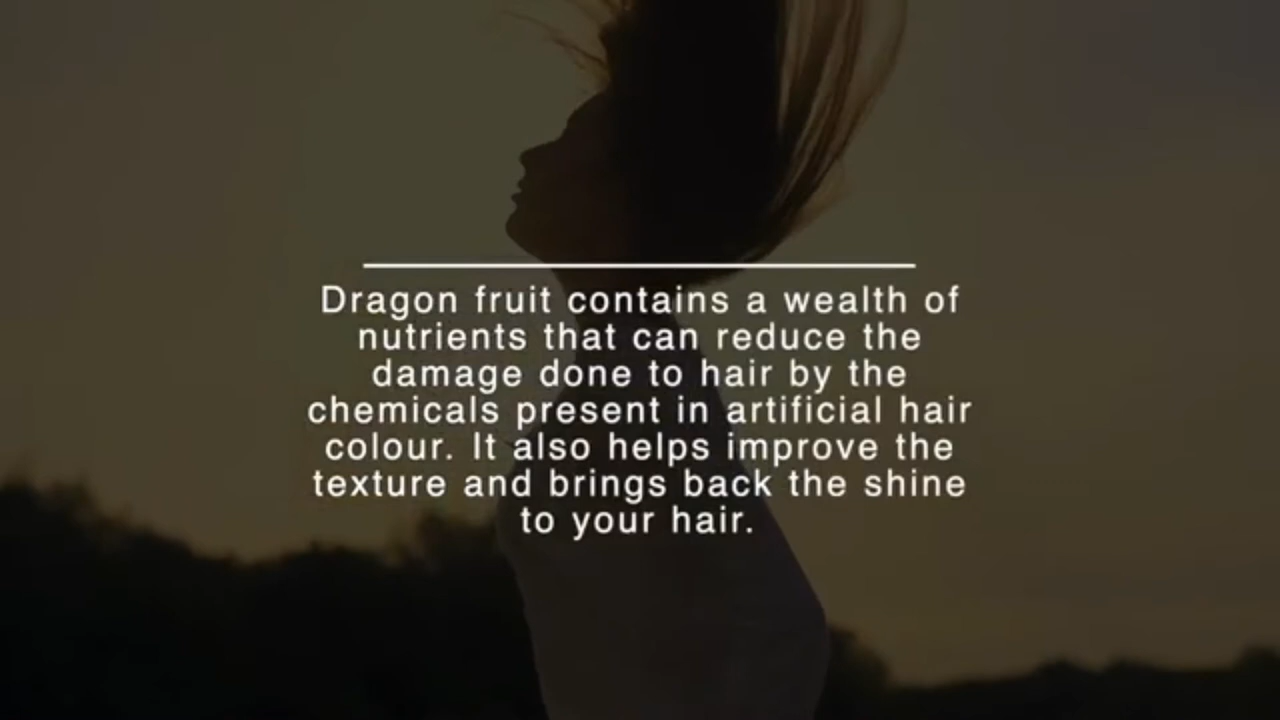 Dragon fruit contains a wealth of
nutrients that can reduce the
damage done to hair by the
chemicals present in artificial hair
colour. It also helps improve the
texture and brings back the shine
to your hair.